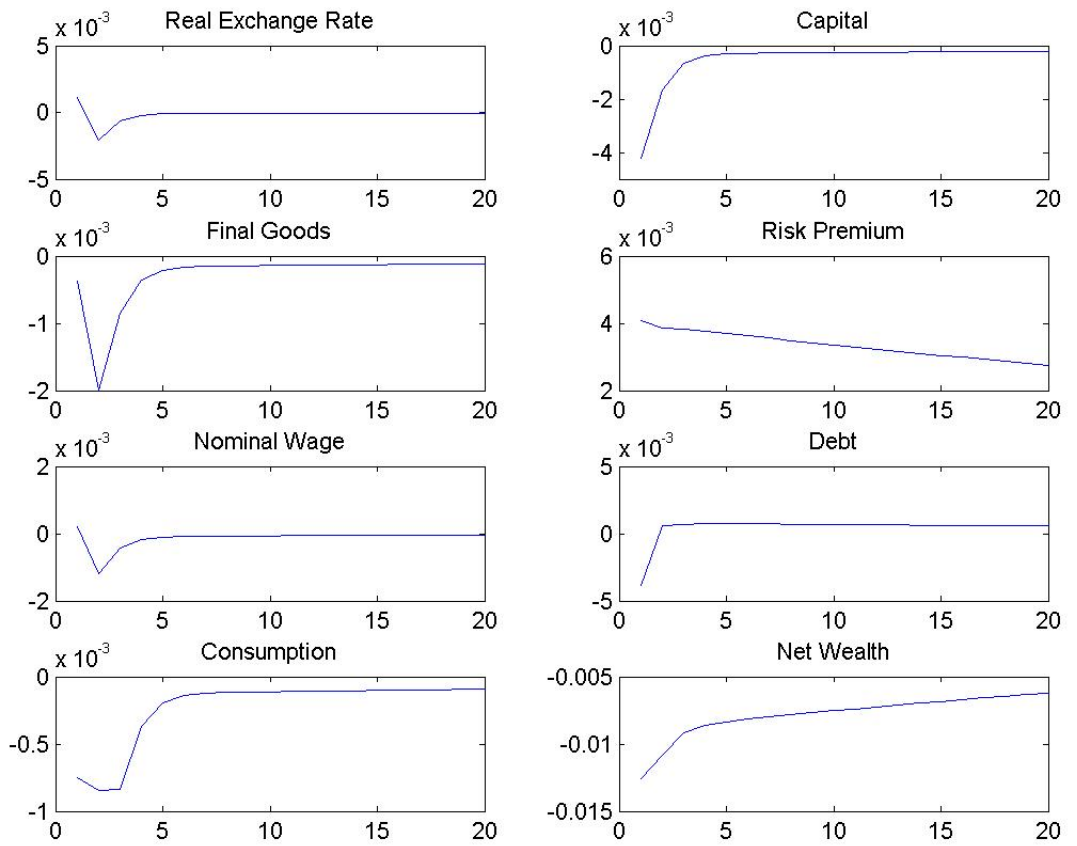 x 10-3 Real Exchange Rate
5
0
-5
0 5 10 15 20
x 10-3 Capital
0
-2
-4
0 5 10 15 20
x 10-3 Final Goods
0
-1
-2
0 5 10 15 20
x 10-3 Risk Premium
6
4
2
0 5 10 15 20
x 10-3 Nominal Wage
2
0
-2
0 5 10 15 20
x 10-3 Debt
5
0
-5
0 5 10 15 20
x 10-3 Consumption
0
-0.5
-1
0 5 10 15 20
Net Wealth
-0.005
-0.01
-0.015
0 5 10 15 20